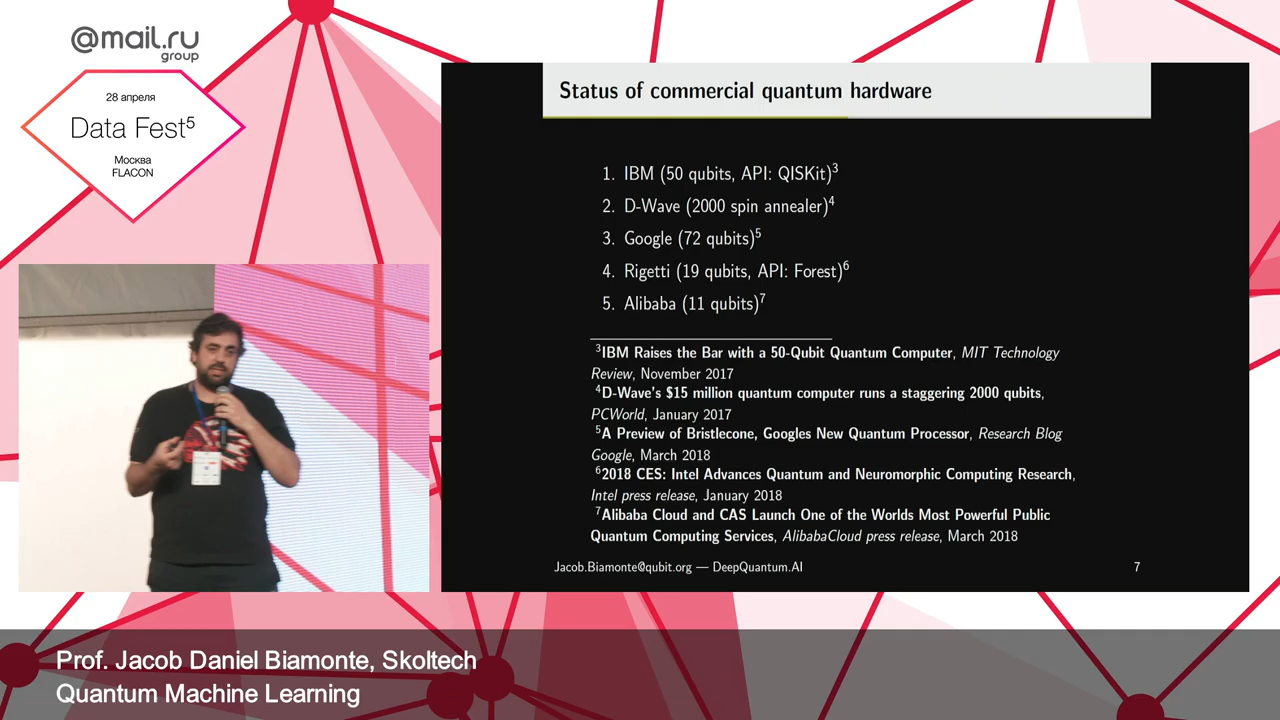 @mail.ru
group
28 апреля
Data Fest⁵
Москва
FLACON
Status of commercial quantum hardware
1. IBM (50 qubits, API: QISKit)³
2. D-Wave (2000 spin annealer)⁴
3. Google (72 qubits)⁵
4. Rigetti (19 qubits, API: Forest)⁶
5. Alibaba (11 qubits)⁷
³IBM Raises the Bar with a 50-Qubit Quantum Computer, MIT Technology
Review, November 2017
⁴D-Wave's $15 million quantum computer runs a staggering 2000 qubits,
PCWorld, January 2017
⁵A Preview of Bristlecone, Googles New Quantum Processor, Research Blog
Google, March 2018
⁶2018 CES: Intel Advances Quantum and Neuromorphic Computing Research,
Intel press release, January 2018
⁷Alibaba Cloud and CAS Launch One of the Worlds Most Powerful Public
Quantum Computing Services, AlibabaCloud press release, March 2018
Jacob.Biamonte@qubit.org — DeepQuantum.AI
7
Prof. Jacob Daniel Biamonte, Skoltech
Quantum Machine Learning